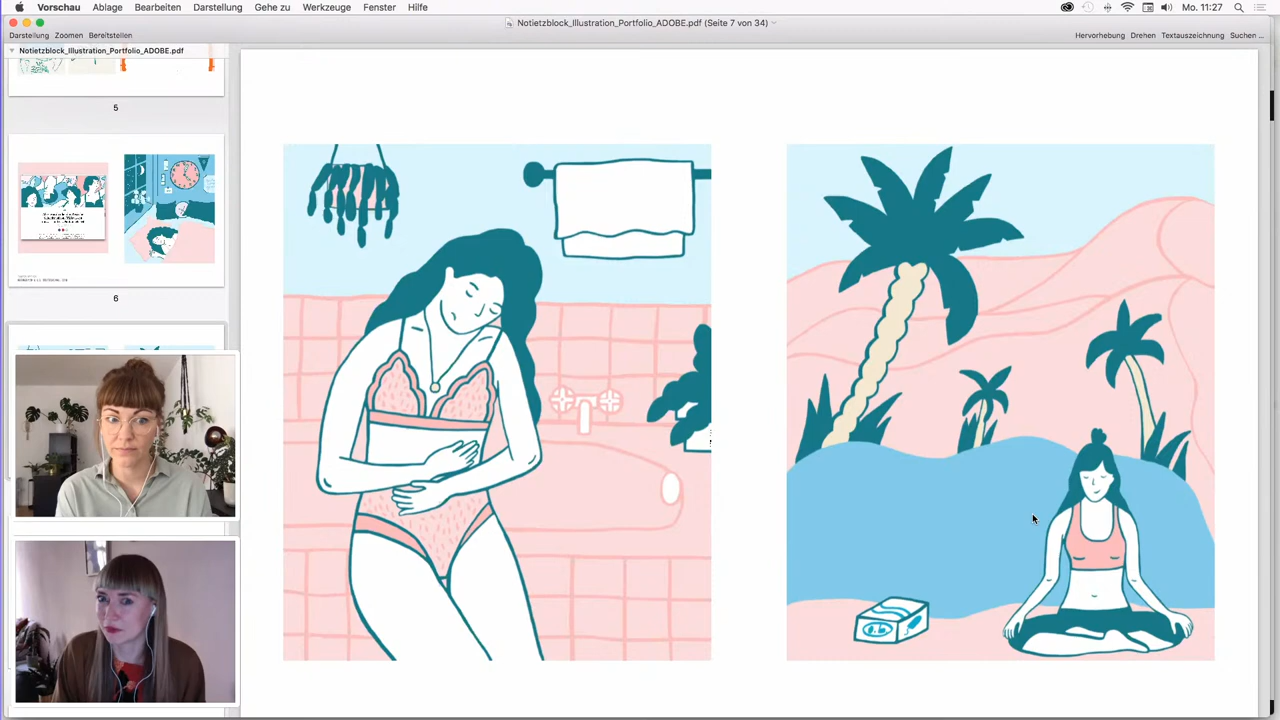 Vorschau Ablage Bearbeiten Darstellung Gehe zu Werkzeuge Fenster Hilfe
Mo. 11:27
Notietzblock_Illustration_Portfolio_ADOBE.pdf (Seite 7 von 34)
Darstellung Zoomen Bereitstellen
Hervorhebung Drehen Textauszeichnung Suchen ...
Notietzblock_Illustration_Portfolio_ADOBE.pdf
5
6